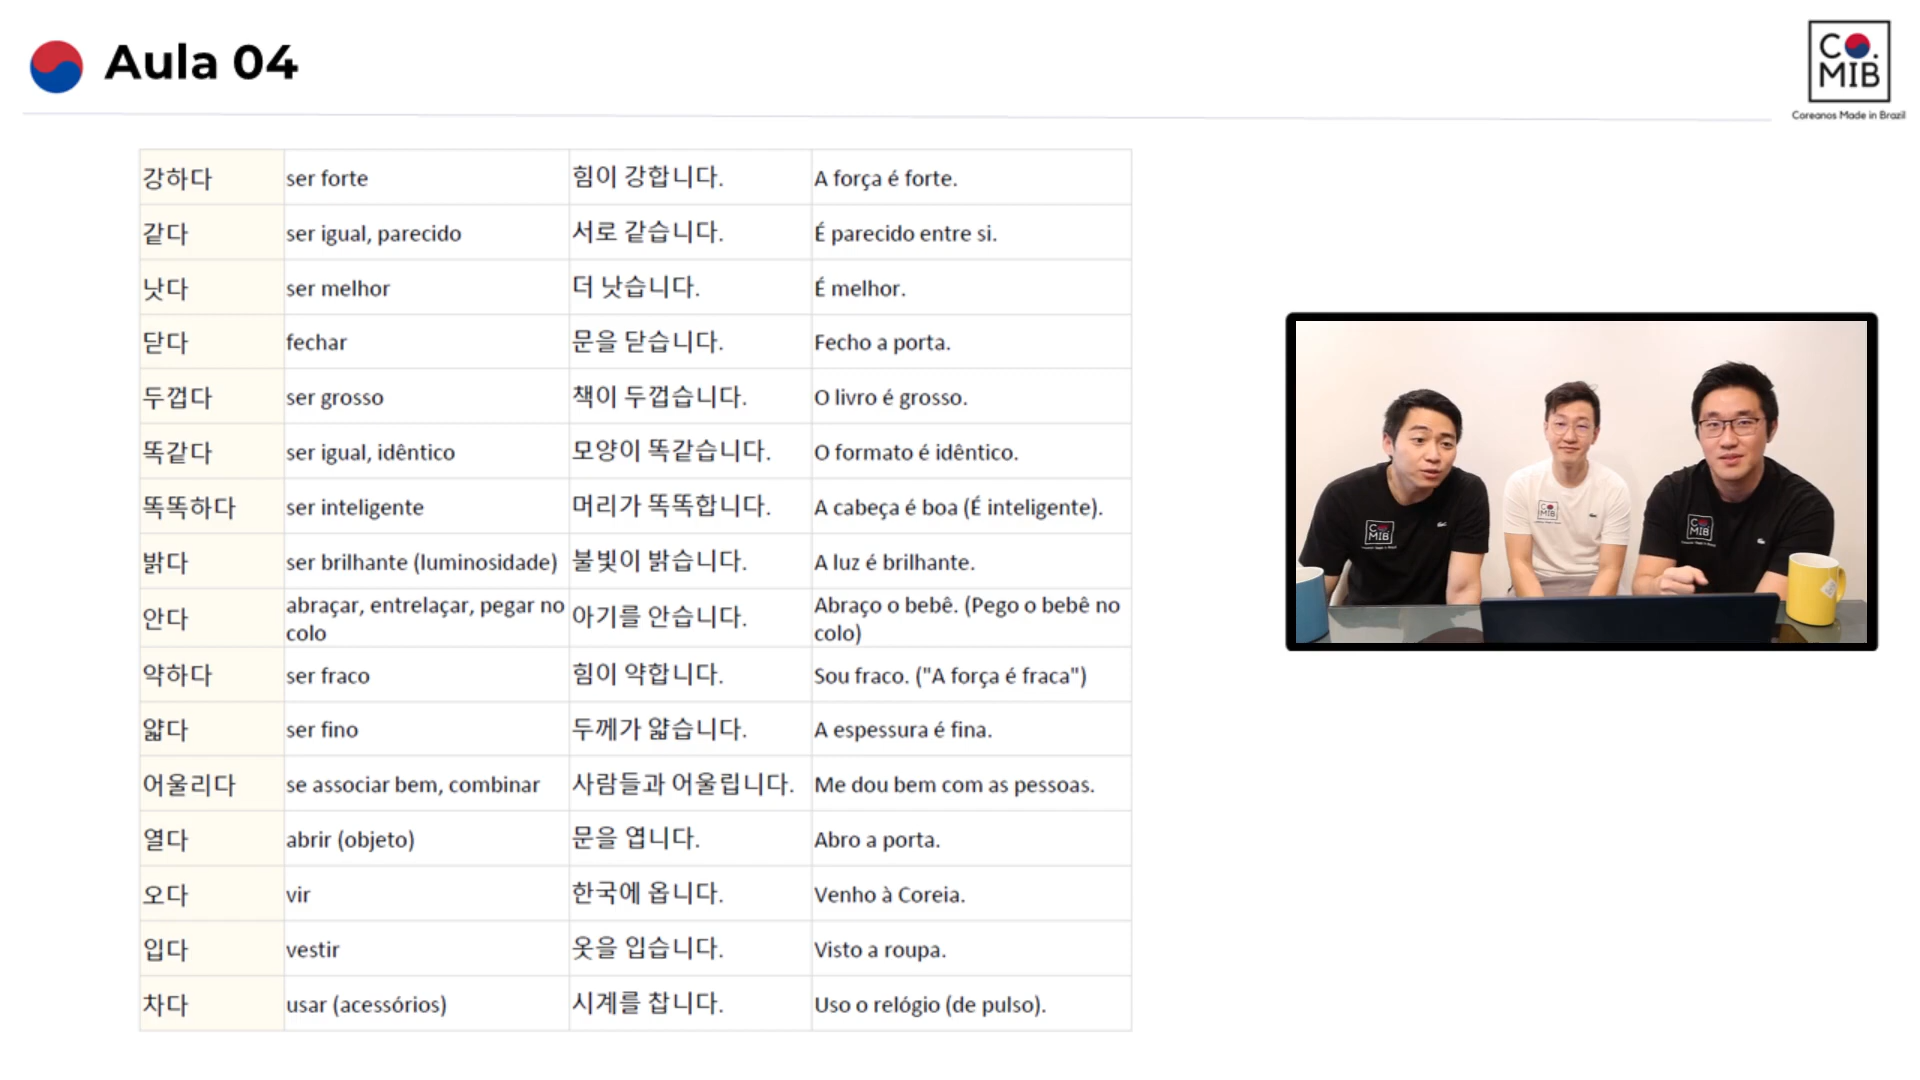 Aula 04
CO.
MIB
Coreanos Made in Brazil
강하다 ser forte 힘이 강합니다. A força é forte.
같다 ser igual, parecido 서로 같습니다. É parecido entre si.
낫다 ser melhor 더 낫습니다. É melhor.
닫다 fechar 문을 닫습니다. Fecho a porta.
두껍다 ser grosso 책이 두껍습니다. O livro é grosso.
똑같다 ser igual, idêntico 모양이 똑같습니다. O formato é idêntico.
똑똑하다 ser inteligente 머리가 똑똑합니다. A cabeça é boa (É inteligente).
밝다 ser brilhante (luminosidade) 불빛이 밝습니다. A luz é brilhante.
안다 abraçar, entrelaçar, pegar no colo 아기를 안습니다. Abraço o bebê. (Pego o bebê no colo)
약하다 ser fraco 힘이 약합니다. Sou fraco. ("A força é fraca")
얇다 ser fino 두께가 얇습니다. A espessura é fina.
어울리다 se associar bem, combinar 사람들과 어울립니다. Me dou bem com as pessoas.
열다 abrir (objeto) 문을 엽니다. Abro a porta.
오다 vir 한국에 옵니다. Venho à Coreia.
입다 vestir 옷을 입습니다. Visto a roupa.
차다 usar (acessórios) 시계를 찹니다. Uso o relógio (de pulso).
CO.
MIB
CO.
MIB
CO.
MIB